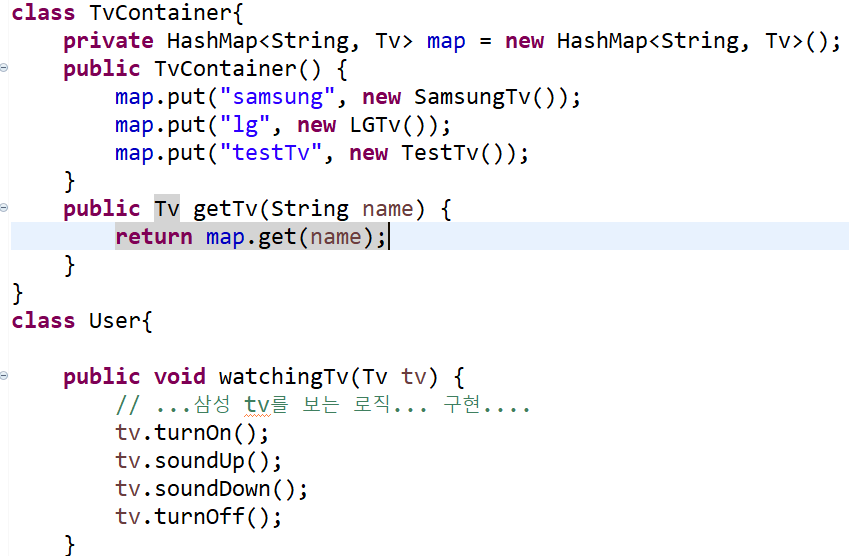 class TvContainer{
    private HashMap<String, Tv> map = new HashMap<String, Tv>();
    public TvContainer() {
        map.put("samsung", new SamsungTv());
        map.put("lg", new LGTv());
        map.put("testTv", new TestTv());
    }
    public Tv getTv(String name) {
        return map.get(name);
    }
}
class User{
    public void watchingTv(Tv tv) {
        // ...삼성 tv를 보는 로직... 구현....
        tv.turnOn();
        tv.soundUp();
        tv.soundDown();
        tv.turnOff();
    }